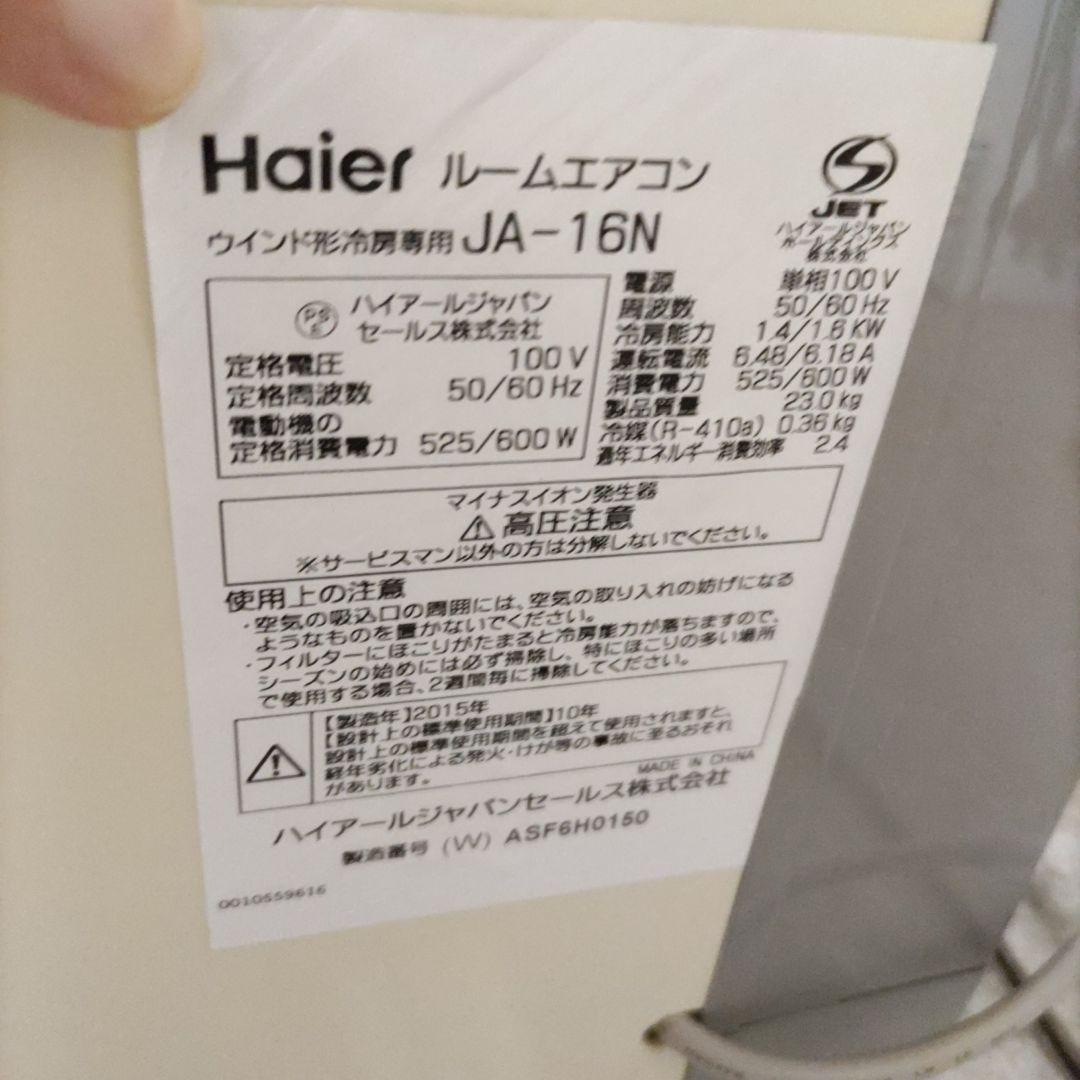 Haier ルームエアコン
ウインド形冷房専用 JA-16N
JET
ハイアールジャパン
ホールディングス
株式会社
PSE ハイアールジャパン
セールス株式会社
定格電圧 100V
定格周波数 50/60Hz
電動機の
定格消費電力 525/600W
電源 単相100V
周波数 50/60Hz
冷房能力 1.4/1.6KW
運転電流 6.48/6.18A
消費電力 525/600W
製品質量 23.0kg
冷媒(R-410a) 0.36kg
通年エネルギー消費効率 2.4
マイナスイオン発生器
⚠高圧注意
※サービスマン以外の方は分解しないでください。
使用上の注意
・空気の吸込口の周囲には、空気の取り入れの妨げになる
ようなものを置かないでください。
・フィルターにほこりがたまると冷房能力が落ちますので、
シーズンの始めには必ず掃除し、特にほこりの多い場所
で使用する場合、2週間毎に掃除してください。
【製造年】2015年
【設計上の標準使用期間】10年
設計上の標準使用期間を超えて使用されますと、
経年劣化による発火・けが等の事故に至るおそれ
があります。
MADE IN CHINA
ハイアールジャパンセールス株式会社
製造番号 (W) ASF6H0150
0010559616